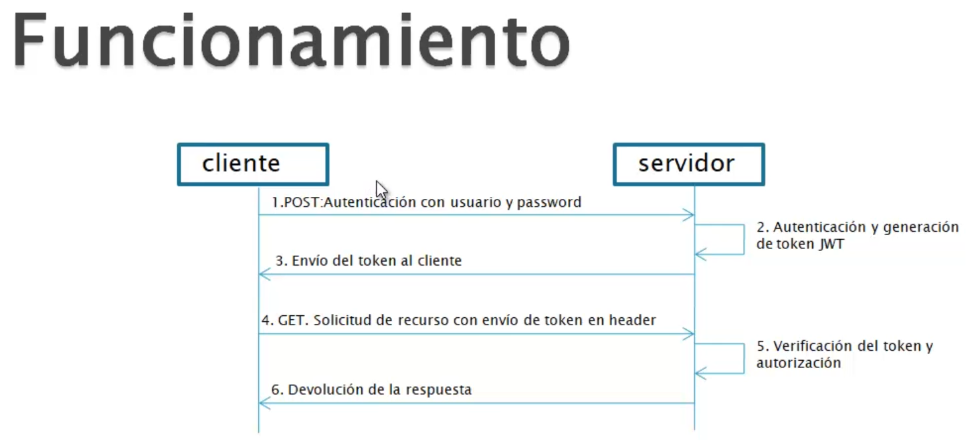 Funcionamiento
cliente
servidor
1.POST:Autenticación con usuario y password
2. Autenticación y generación
de token JWT
3. Envío del token al cliente
4. GET. Solicitud de recurso con envío de token en header
5. Verificación del token y
autorización
6. Devolución de la respuesta